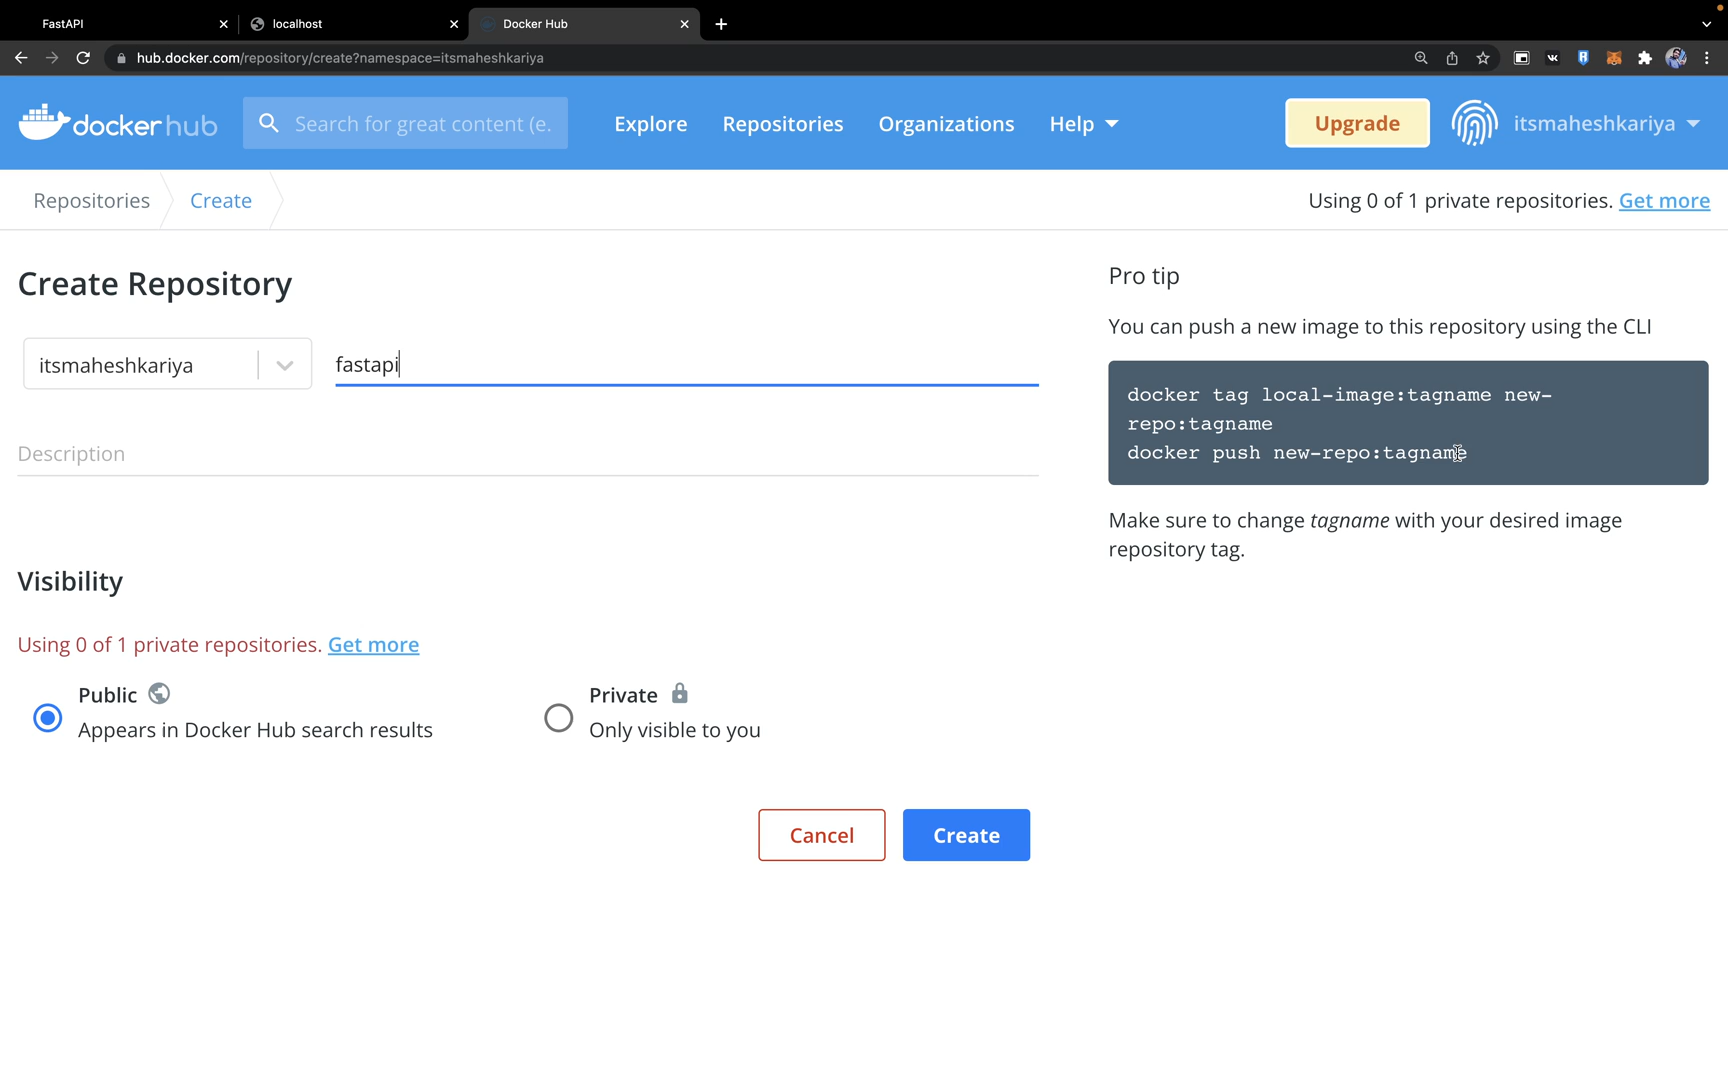 FastAPI
localhost
Docker Hub
hub.docker.com/repository/create?namespace=itsmaheshkariya
docker hub
Search for great content (e.
Explore
Repositories
Organizations
Help
Upgrade
itsmaheshkariya
Repositories
Create
Using 0 of 1 private repositories. Get more
Create Repository
itsmaheshkariya
fastapi
Description
Pro tip
You can push a new image to this repository using the CLI
docker tag local-image:tagname new-
repo:tagname
docker push new-repo:tagname
Make sure to change tagname with your desired image
repository tag.
Visibility
Using 0 of 1 private repositories. Get more
Public
Appears in Docker Hub search results
Private
Only visible to you
Cancel
Create